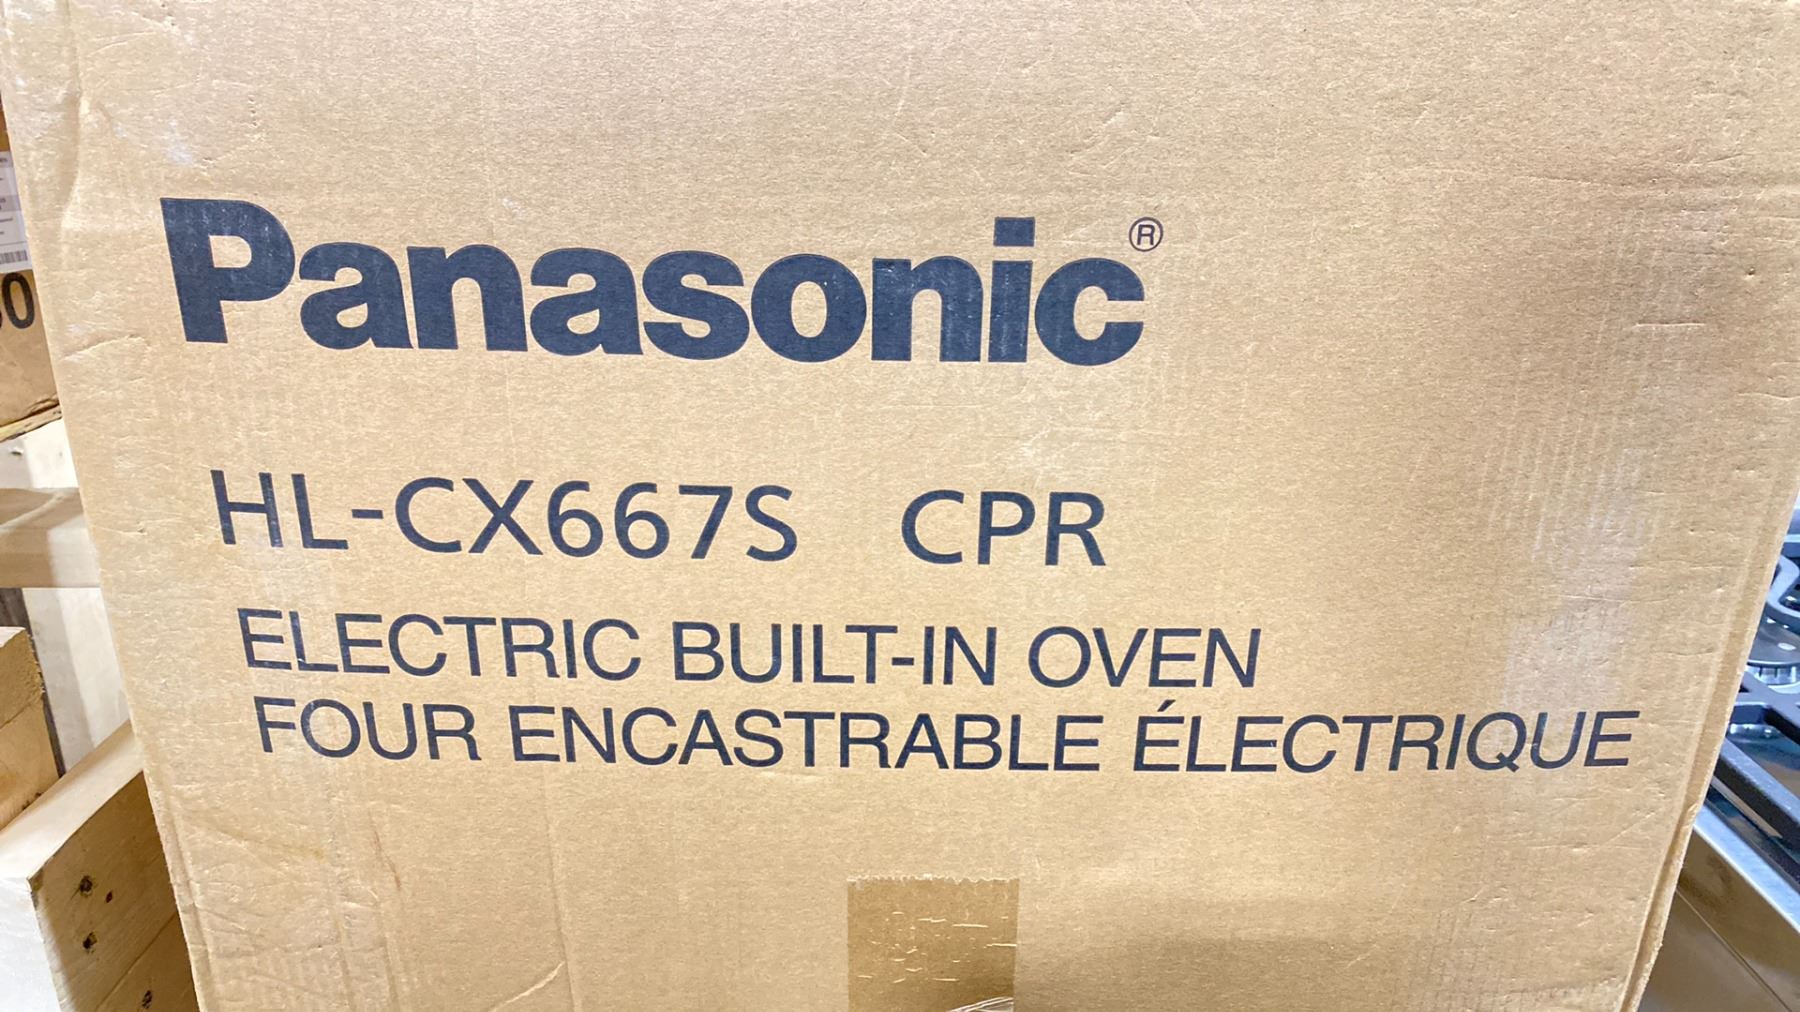 Panasonic®
HL-CX667S CPR
ELECTRIC BUILT-IN OVEN
FOUR ENCASTRABLE ÉLECTRIQUE